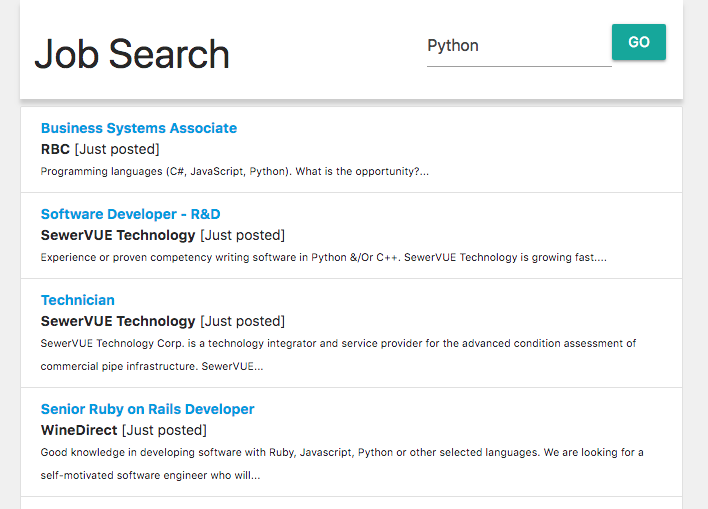 Job Search
Python
GO
Business Systems Associate
RBC [Just posted]
Programming languages (C#, JavaScript, Python). What is the opportunity?...
Software Developer - R&D
SewerVUE Technology [Just posted]
Experience or proven competency writing software in Python &/Or C++. SewerVUE Technology is growing fast....
Technician
SewerVUE Technology [Just posted]
SewerVUE Technology Corp. is a technology integrator and service provider for the advanced condition assessment of
commercial pipe infrastructure. SewerVUE...
Senior Ruby on Rails Developer
WineDirect [Just posted]
Good knowledge in developing software with Ruby, Javascript, Python or other selected languages. We are looking for a
self-motivated software engineer who will...